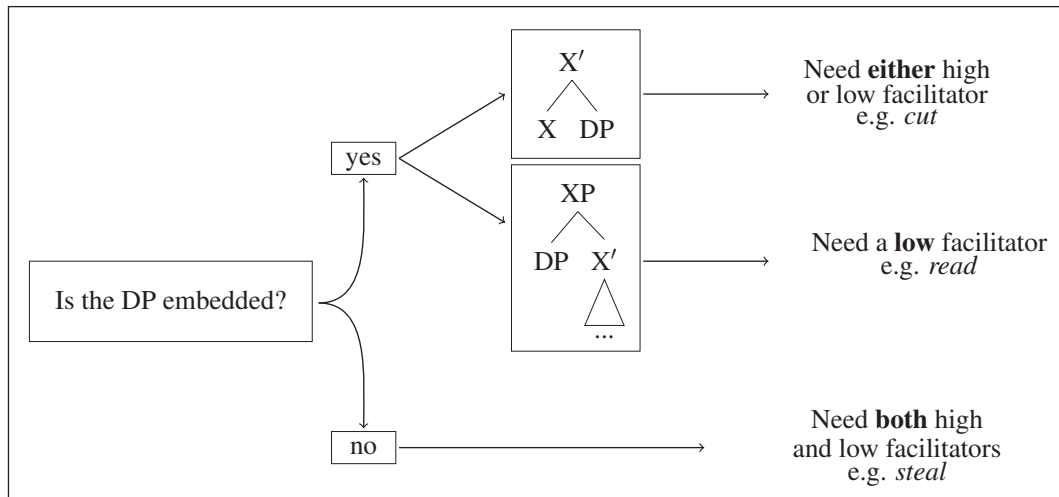 X′
X DP
Need either high
or low facilitator
e.g. cut
yes
XP
DP X′
...
Need a low facilitator
e.g. read
Is the DP embedded?
no
Need both high
and low facilitators
e.g. steal